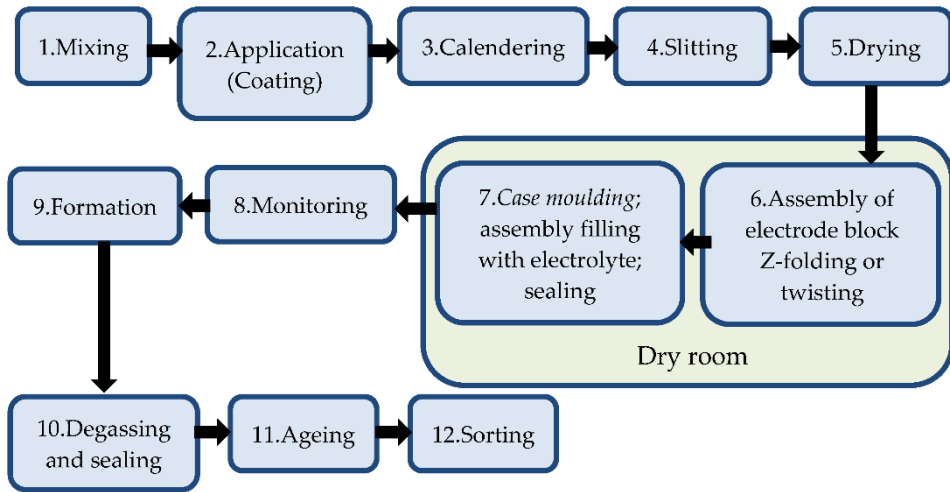 1.Mixing
2.Application
(Coating)
3.Calendering
4.Slitting
5.Drying
6.Assembly of
electrode block
Z-folding or
twisting
7.Case moulding;
assembly filling
with electrolyte;
sealing
Dry room
8.Monitoring
9.Formation
10.Degassing
and sealing
11.Ageing
12.Sorting